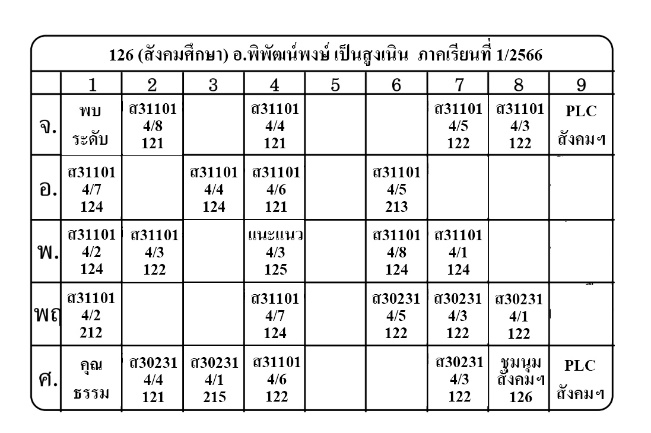 126 (สังคมศึกษา) อ.พิพัฒน์พงษ์ เป็นสูงเนิน ภาคเรียนที่ 1/2566
1 2 3 4 5 6 7 8 9
จ. พบ ส31101 ส31101 ส31101 ส31101 PLC
4/8 4/4 4/5 4/3
ระดับ 121 121 122 122 สังคมฯ
อ. ส31101 ส31101 ส31101 ส31101
4/7 4/4 4/6 4/5
124 124 121 213
พ. ส31101 ส31101 แนะแนว ส31101 ส31101
4/2 4/3 4/3 4/8 4/1
124 122 125 124 124
พฤ ส31101 ส31101 ส30231 ส30231 ส30231
4/2 4/7 4/5 4/3 4/1
212 124 122 122 122
ศ. คุณ ส30231 ส30231 ส31101 ส30231 ชุมนุม PLC
4/4 4/1 4/6 4/3 สังคมฯ
ธรรม 121 215 122 122 126 สังคมฯ